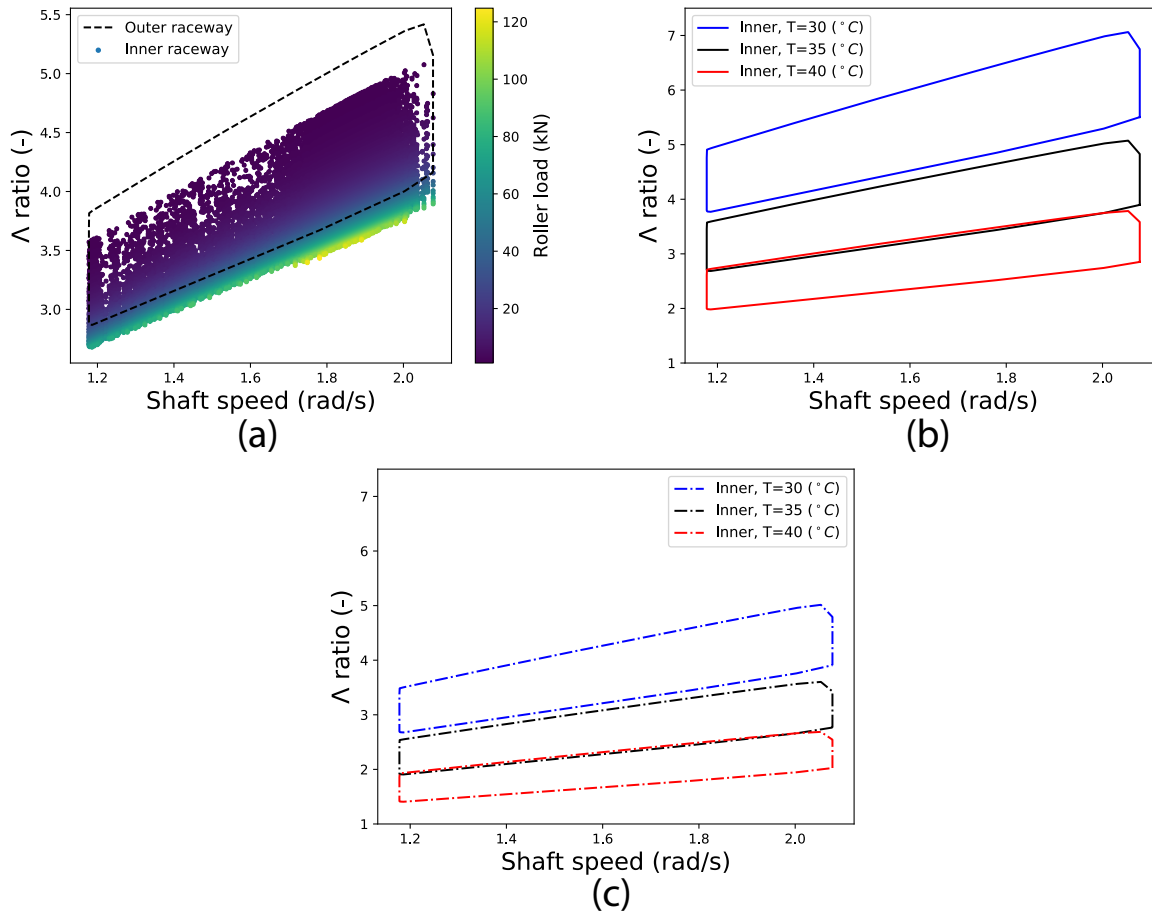 5.5
5.0
4.5
4.0
3.5
3.0
Λ ratio (-)
Outer raceway
Inner raceway
1.2 1.4 1.6 1.8 2.0
Shaft speed (rad/s)
120
100
80
60
40
20
Roller load (kN)
(a)
7
6
5
4
3
2
1
Λ ratio (-)
Inner, T=30 (°C)
Inner, T=35 (°C)
Inner, T=40 (°C)
1.2 1.4 1.6 1.8 2.0
Shaft speed (rad/s)
(b)
7
6
5
4
3
2
1
Λ ratio (-)
Inner, T=30 (°C)
Inner, T=35 (°C)
Inner, T=40 (°C)
1.2 1.4 1.6 1.8 2.0
Shaft speed (rad/s)
(c)